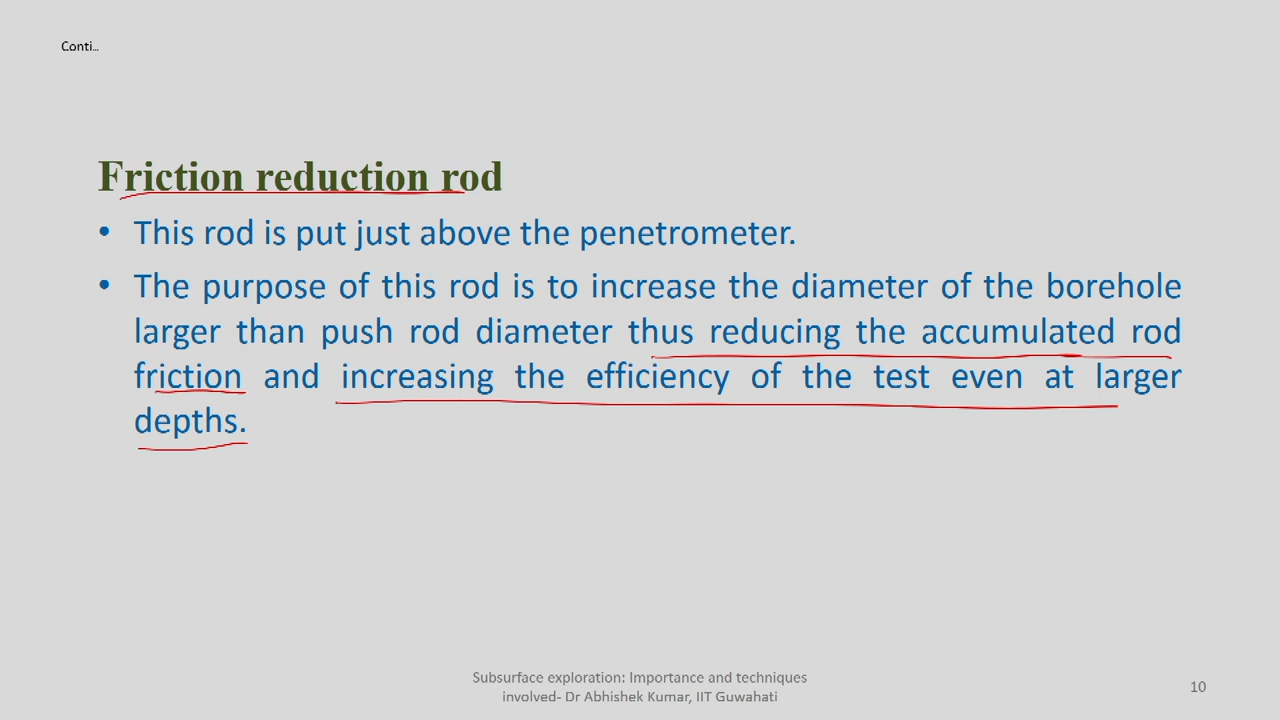 Conti…
Friction reduction rod
• This rod is put just above the penetrometer.
• The purpose of this rod is to increase the diameter of the borehole
larger than push rod diameter thus reducing the accumulated rod
friction and increasing the efficiency of the test even at larger
depths.
Subsurface exploration: Importance and techniques
involved- Dr Abhishek Kumar, IIT Guwahati
10